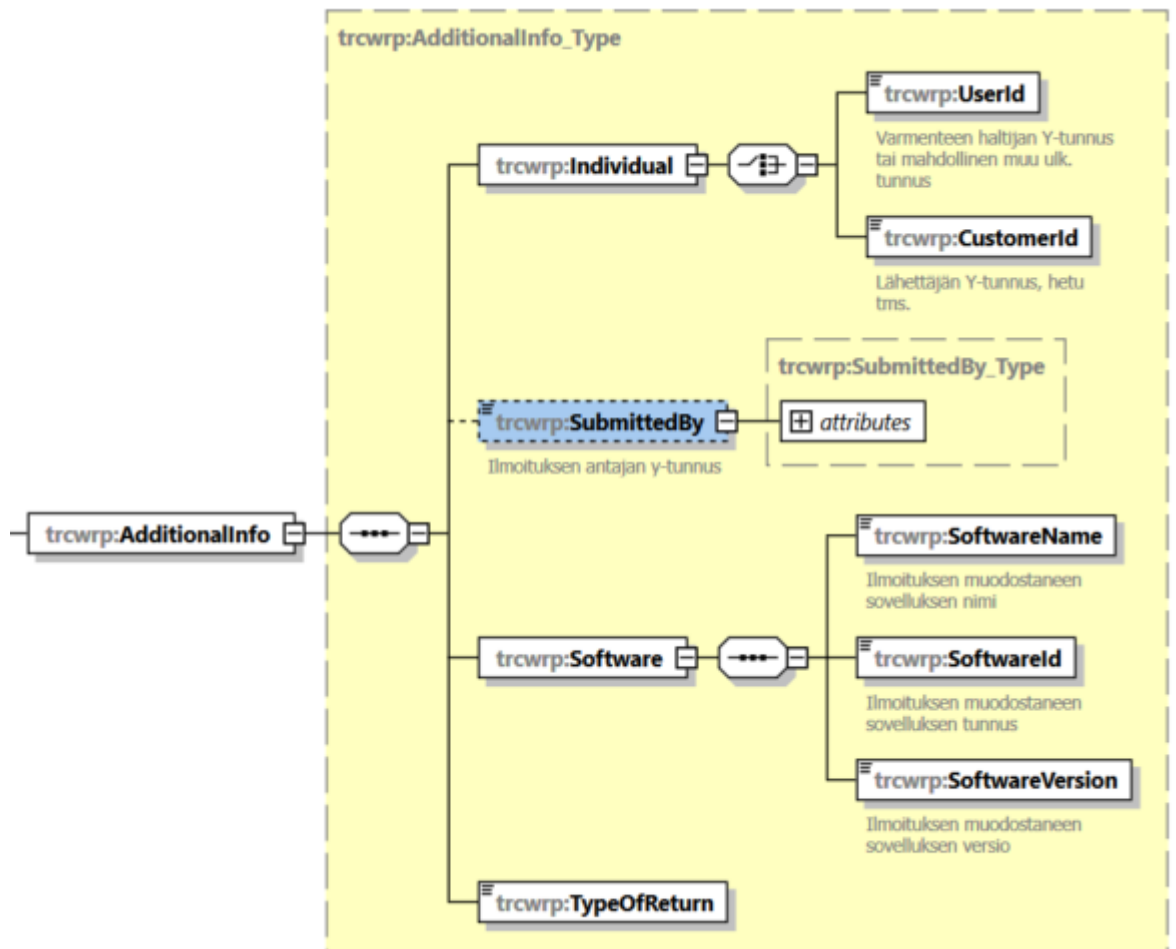 trcwrp:AdditionalInfo_Type
trcwrp:UserId
Varmenteen haltijan Y-tunnus
tai mahdollinen muu ulk.
tunnus
trcwrp:Individual
trcwrp:CustomerId
Lähettäjän Y-tunnus, hetu
tms.
trcwrp:SubmittedBy_Type
trcwrp:SubmittedBy
attributes
Ilmoituksen antajan y-tunnus
trcwrp:AdditionalInfo
trcwrp:SoftwareName
Ilmoituksen muodostaneen
sovelluksen nimi
trcwrp:Software
trcwrp:SoftwareId
Ilmoituksen muodostaneen
sovelluksen tunnus
trcwrp:SoftwareVersion
Ilmoituksen muodostaneen
sovelluksen versio
trcwrp:TypeOfReturn